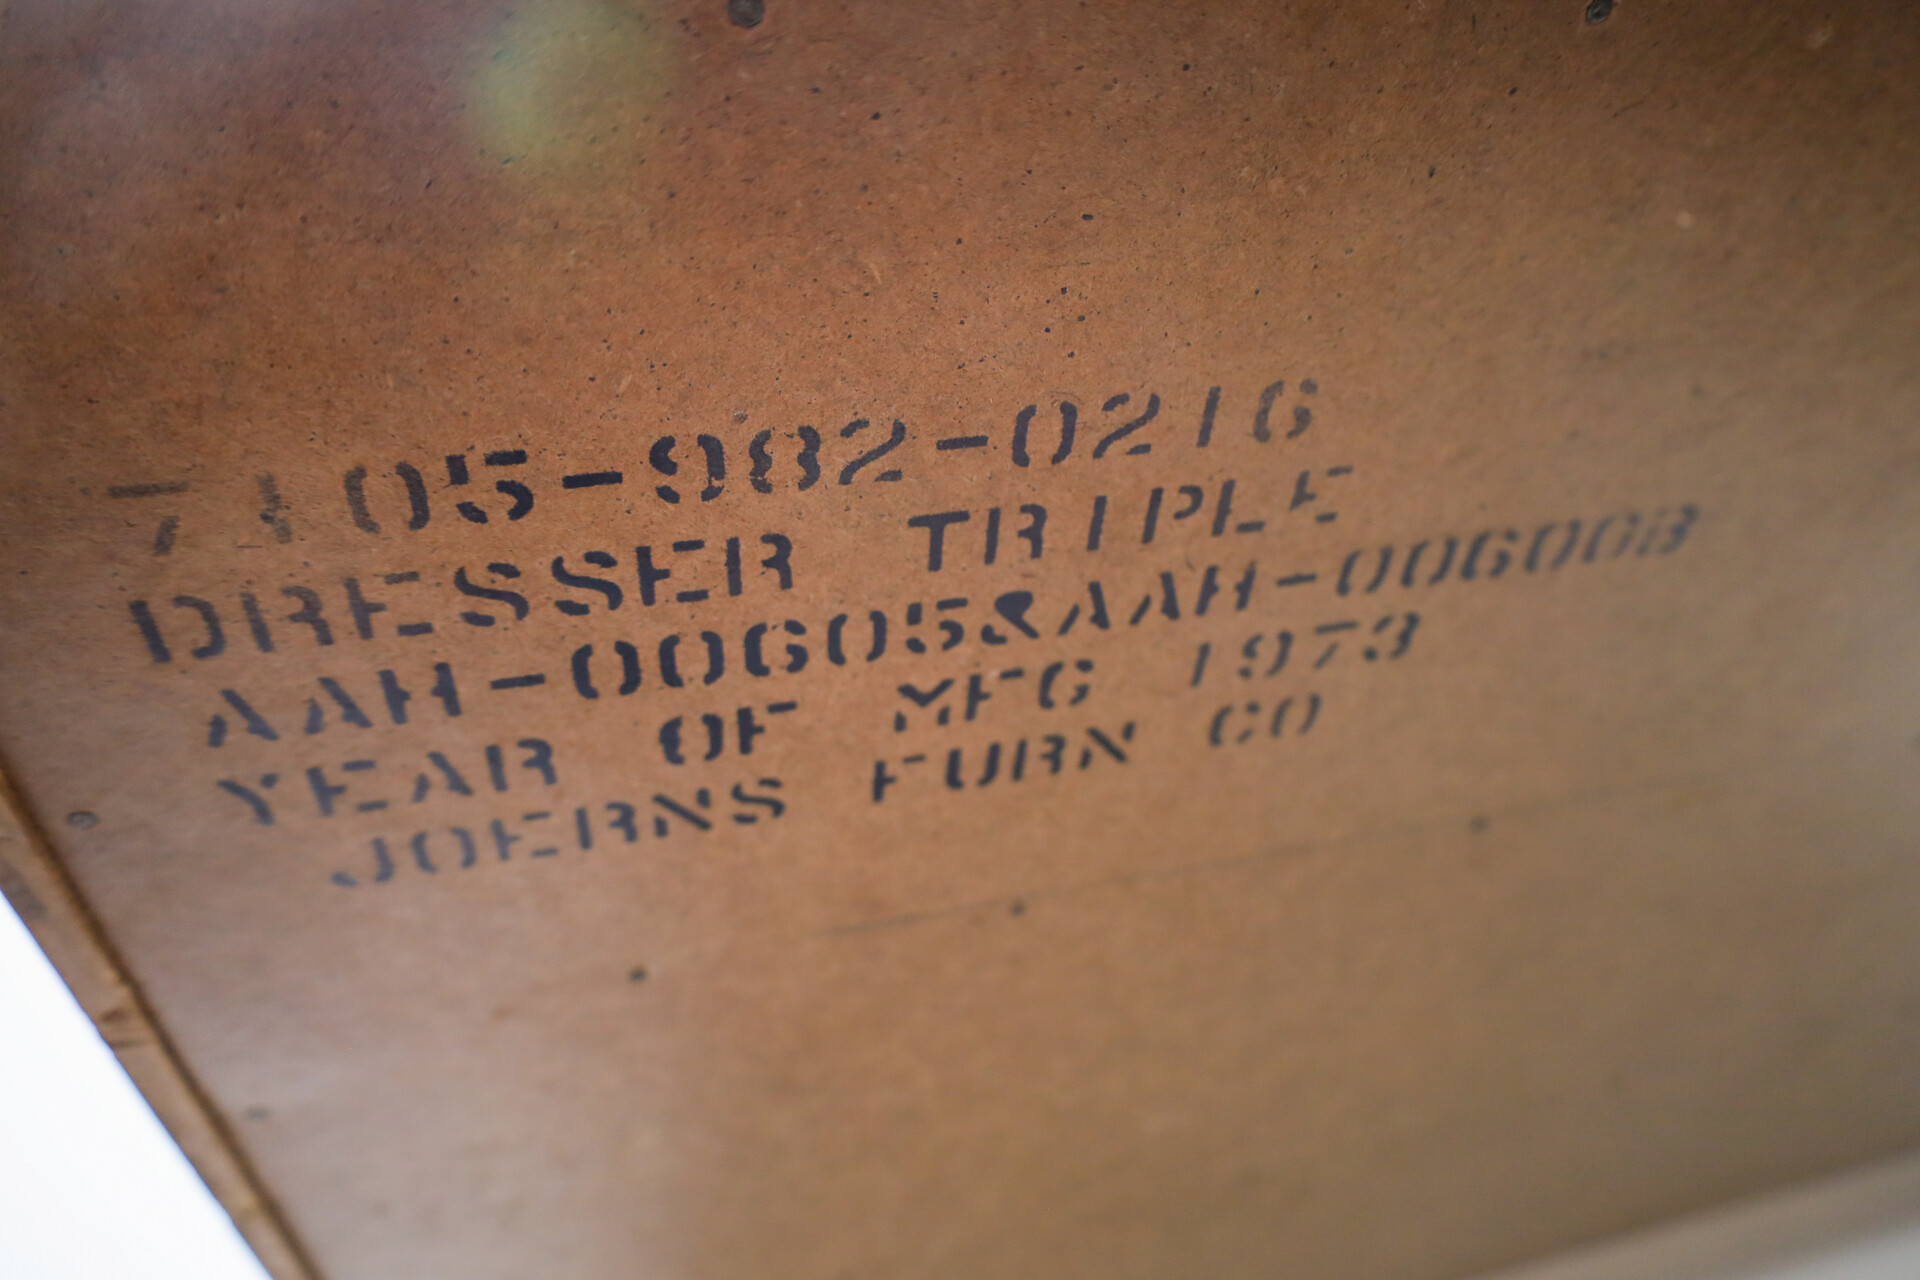 7105-982-0216
DRESSER TRIPLE
AAH-00605&AAH-006008
YEAR OF MFG 1973
JOERNS FURN CO